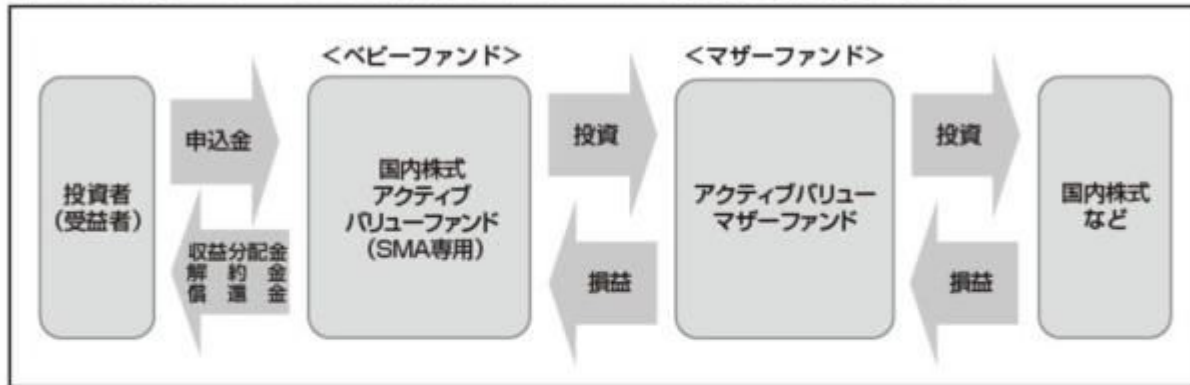 ＜ベビーファンド＞
＜マザーファンド＞
投資者
（受益者）
申込金
収益分配金
解約金
償還金
国内株式
アクティブ
バリューファンド
（SMA専用）
投資
損益
アクティブバリュー
マザーファンド
投資
損益
国内株式
など